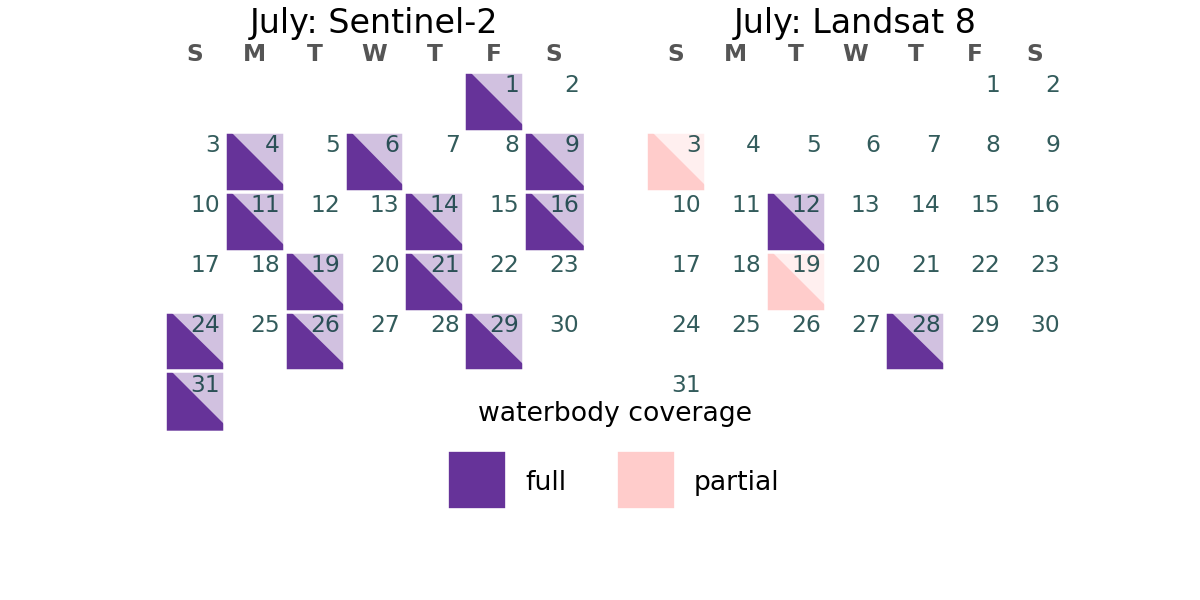 July: Sentinel-2
S M T W T F S
1 2
3 4 5 6 7 8 9
10 11 12 13 14 15 16
17 18 19 20 21 22 23
24 25 26 27 28 29 30
31
July: Landsat 8
S M T W T F S
1 2
3 4 5 6 7 8 9
10 11 12 13 14 15 16
17 18 19 20 21 22 23
24 25 26 27 28 29 30
31
waterbody coverage
full partial